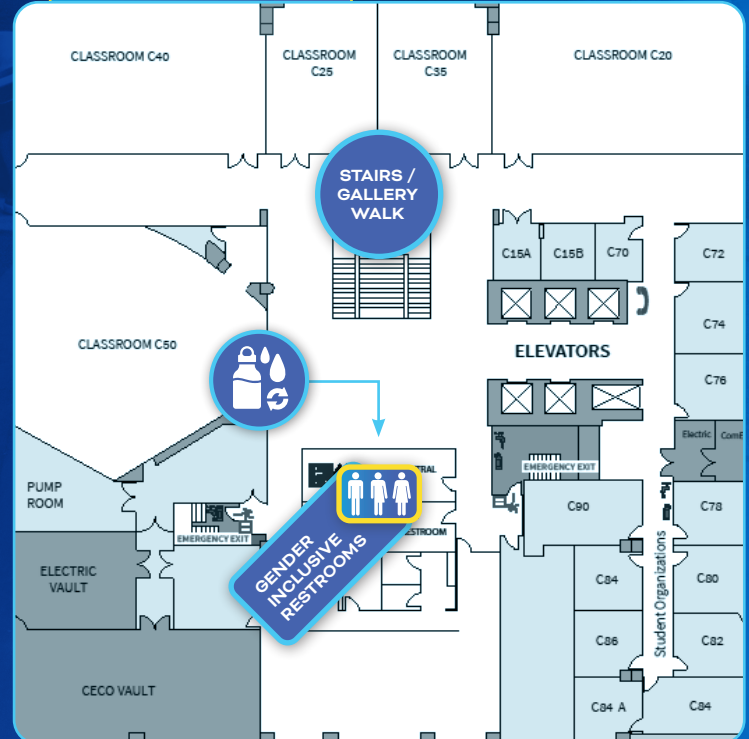 CLASSROOM C40
CLASSROOM
C25
CLASSROOM
C35
CLASSROOM C20
STAIRS /
GALLERY
WALK
C15A
C15B
C70
C72
C74
CLASSROOM C50
ELEVATORS
C76
Electric
EMERGENCY EXIT
PUMP
ROOM
C90
C78
EMERGENCY EXIT
GENDER
INCLUSIVE
RESTROOMS
ELECTRIC
VAULT
Student Organizations
C84
C80
C86
C82
CECO VAULT
C84 A
C84